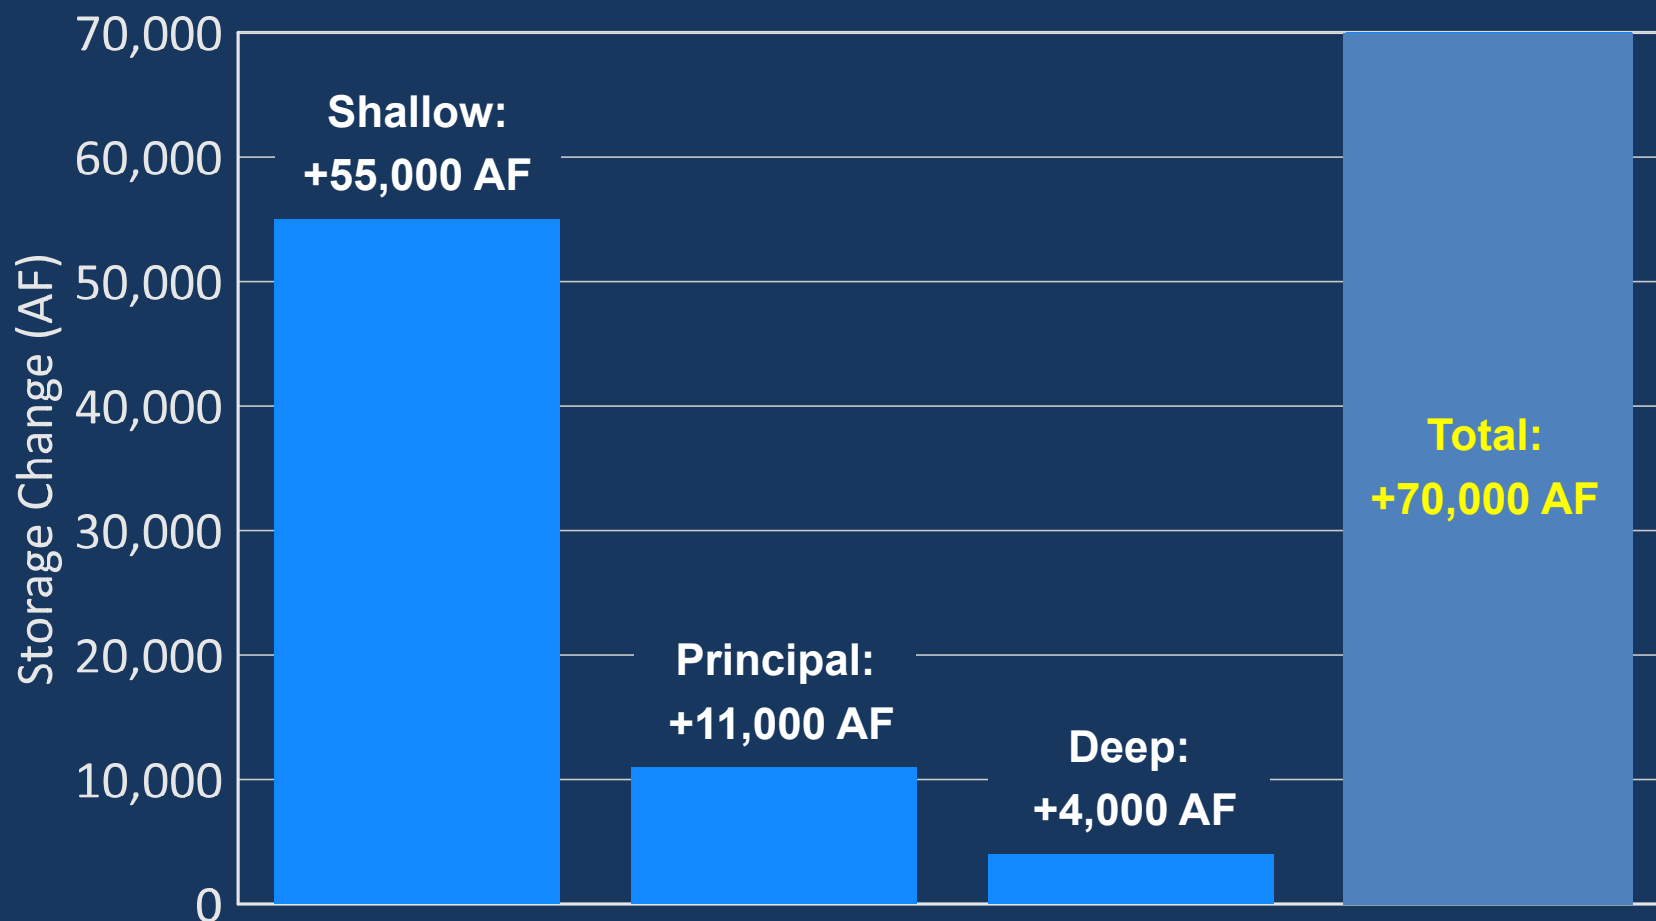 Storage Change (AF)
70,000
60,000
50,000
40,000
30,000
20,000
10,000
0
Shallow:
+55,000 AF
Principal:
+11,000 AF
Deep:
+4,000 AF
Total:
+70,000 AF